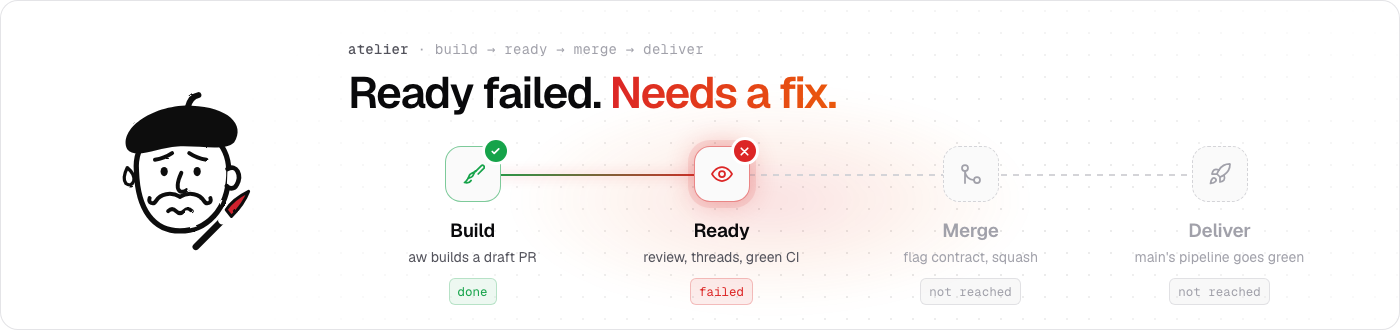 atelier · build → ready → merge → deliver
Ready failed. Needs a fix.
Build
aw builds a draft PR
done
Ready
review, threads, green CI
failed
Merge
flag contract, squash
not reached
Deliver
main's pipeline goes green
not reached